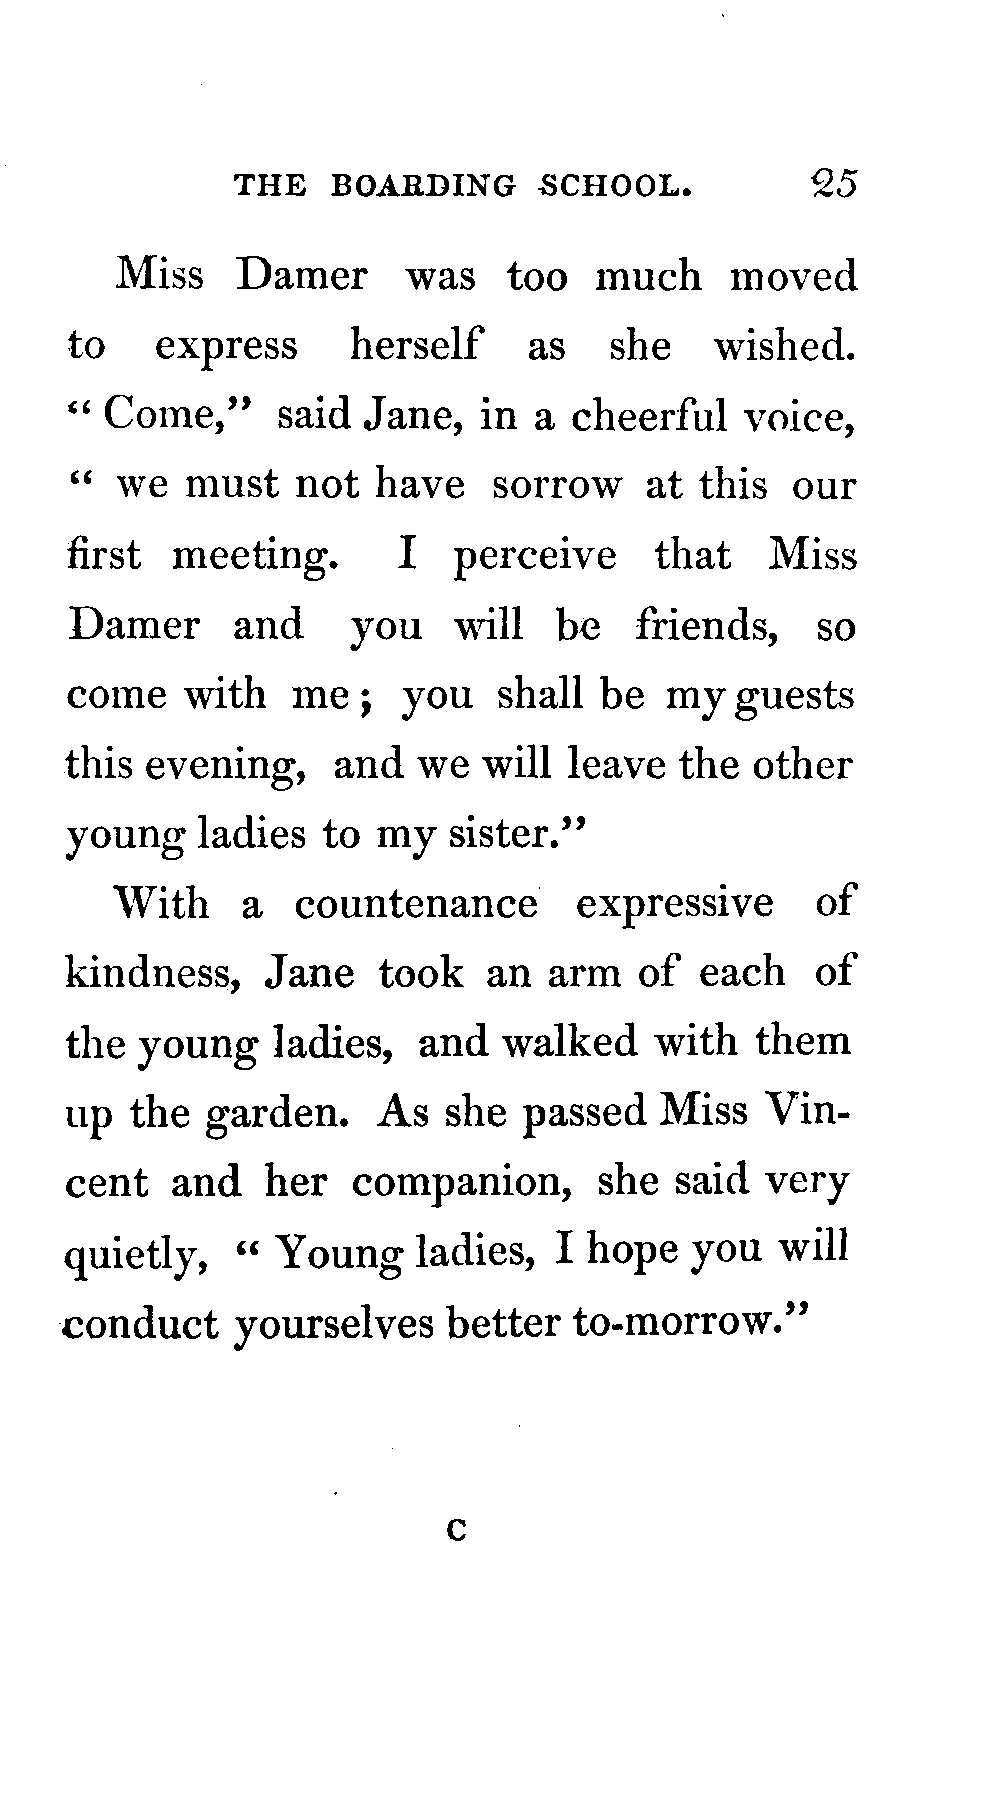 THE BOARDING SCHOOL. 25
Miss Damer was too much moved
to express herself as she wished.
“ Come,” said Jane, in a cheerful voice,
“ we must not have sorrow at this our
first meeting. I perceive that Miss
Damer and you will be friends, so
come with me ; you shall be my guests
this evening, and we will leave the other
young ladies to my sister.”
With a countenance expressive of
kindness, Jane took an arm of each of
the young ladies, and walked with them
up the garden. As she passed Miss Vin-
cent and her companion, she said very
quietly, “ Young ladies, I hope you will
conduct yourselves better to-morrow.”
C